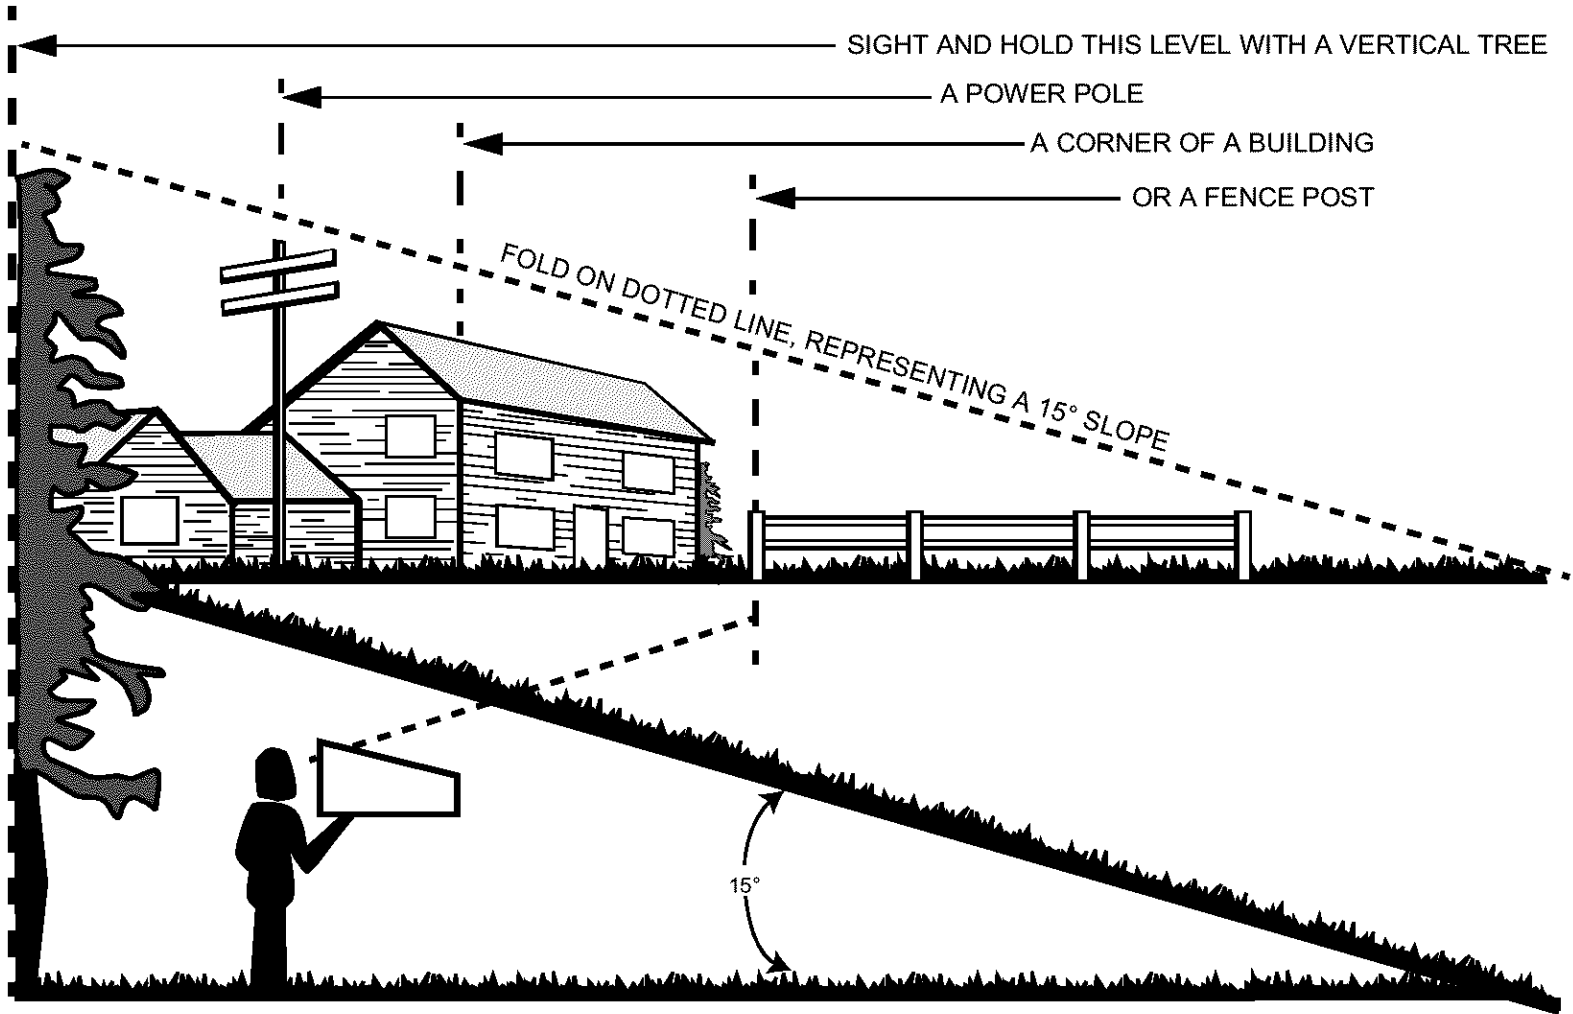 SIGHT AND HOLD THIS LEVEL WITH A VERTICAL TREE
A POWER POLE
A CORNER OF A BUILDING
OR A FENCE POST
FOLD ON DOTTED LINE, REPRESENTING A 15° SLOPE
15°